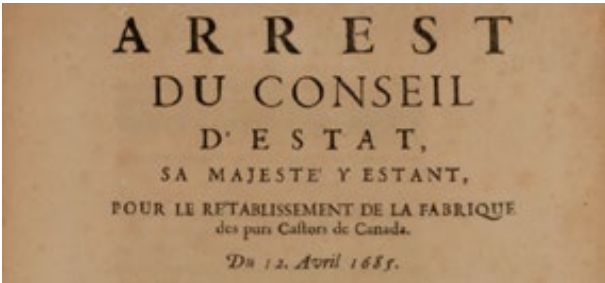 ARREST
DU CONSEIL
D'ESTAT,
SA MAJESTE' Y ESTANT,
POUR LE RETABLISSEMENT DE LA FABRIQUE
des purs Caſtors de Canada.
Du 12. Avril 1685.